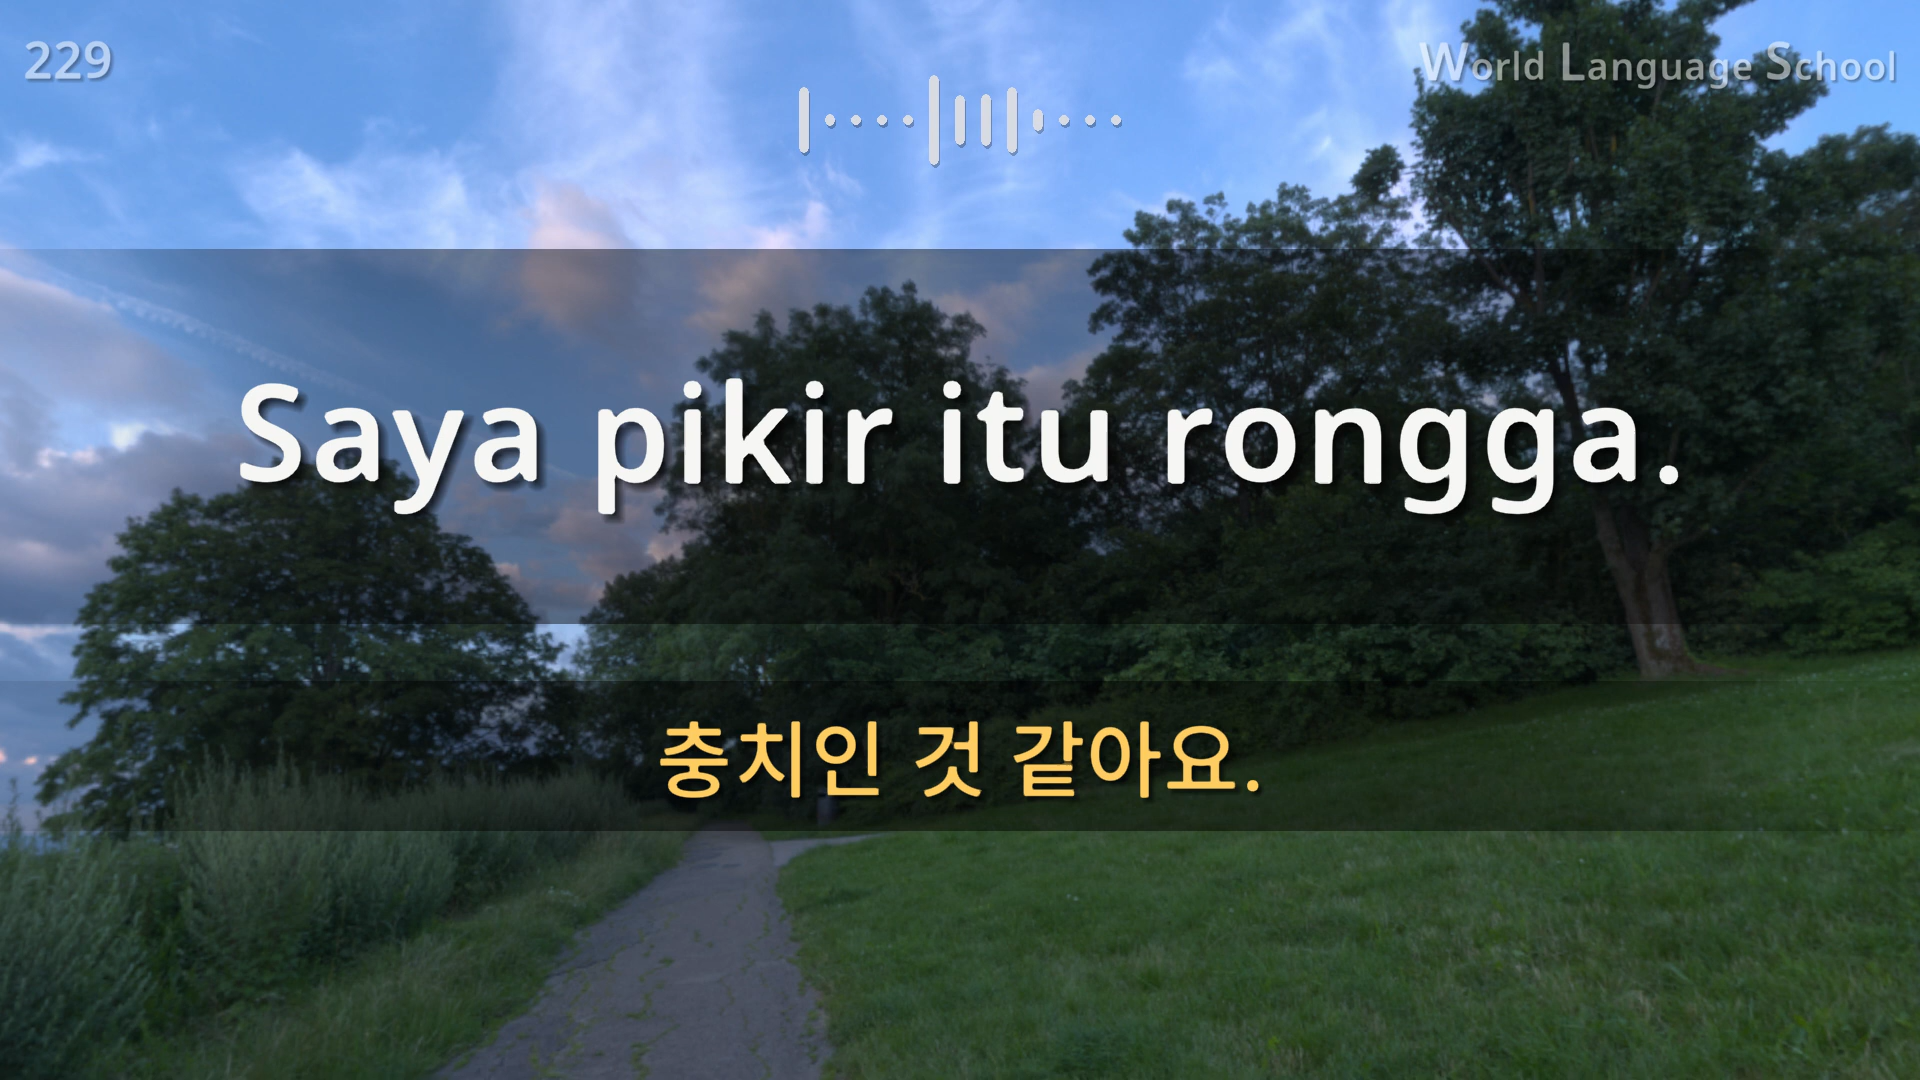 229
World Language School
Saya pikir itu rongga.
충치인 것 같아요.